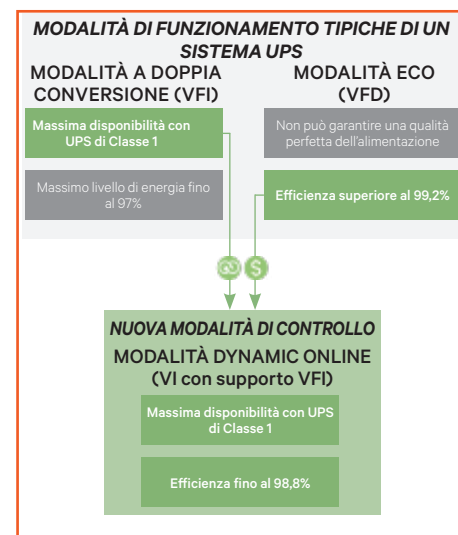 MODALITÀ DI FUNZIONAMENTO TIPICHE DI UN
SISTEMA UPS
MODALITÀ A DOPPIA
CONVERSIONE (VFI)
Massima disponibilità con
UPS di Classe 1
Massimo livello di energia fino
al 97%
MODALITÀ ECO
(VFD)
Non può garantire una qualità
perfetta dell'alimentazione
Efficienza superiore al 99,2%
$
NUOVA MODALITÀ DI CONTROLLO
MODALITÀ DYNAMIC ONLINE
(VI con supporto VFI)
Massima disponibilità con UPS
di Classe 1
Efficienza fino al 98,8%